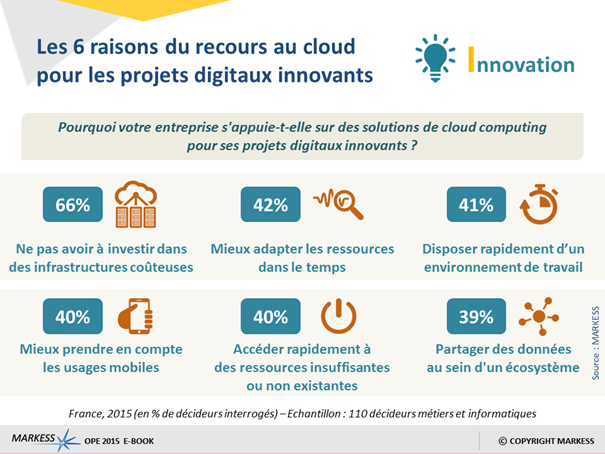 Les 6 raisons du recours au cloud
pour les projets digitaux innovants
Innovation
Pourquoi votre entreprise s'appuie-t-elle sur des solutions de cloud computing
pour ses projets digitaux innovants ?
66%
Ne pas avoir à investir dans
des infrastructures coûteuses
42%
Mieux adapter les ressources
dans le temps
41%
Disposer rapidement d’un
environnement de travail
40%
Mieux prendre en compte
les usages mobiles
40%
Accéder rapidement à
des ressources insuffisantes
ou non existantes
39%
Partager des données
au sein d'un écosystème
Source : MARKESS
France, 2015 (en % de décideurs interrogés) – Echantillon : 110 décideurs métiers et informatiques
MARKESS
OPE 2015 E-BOOK
© COPYRIGHT MARKESS